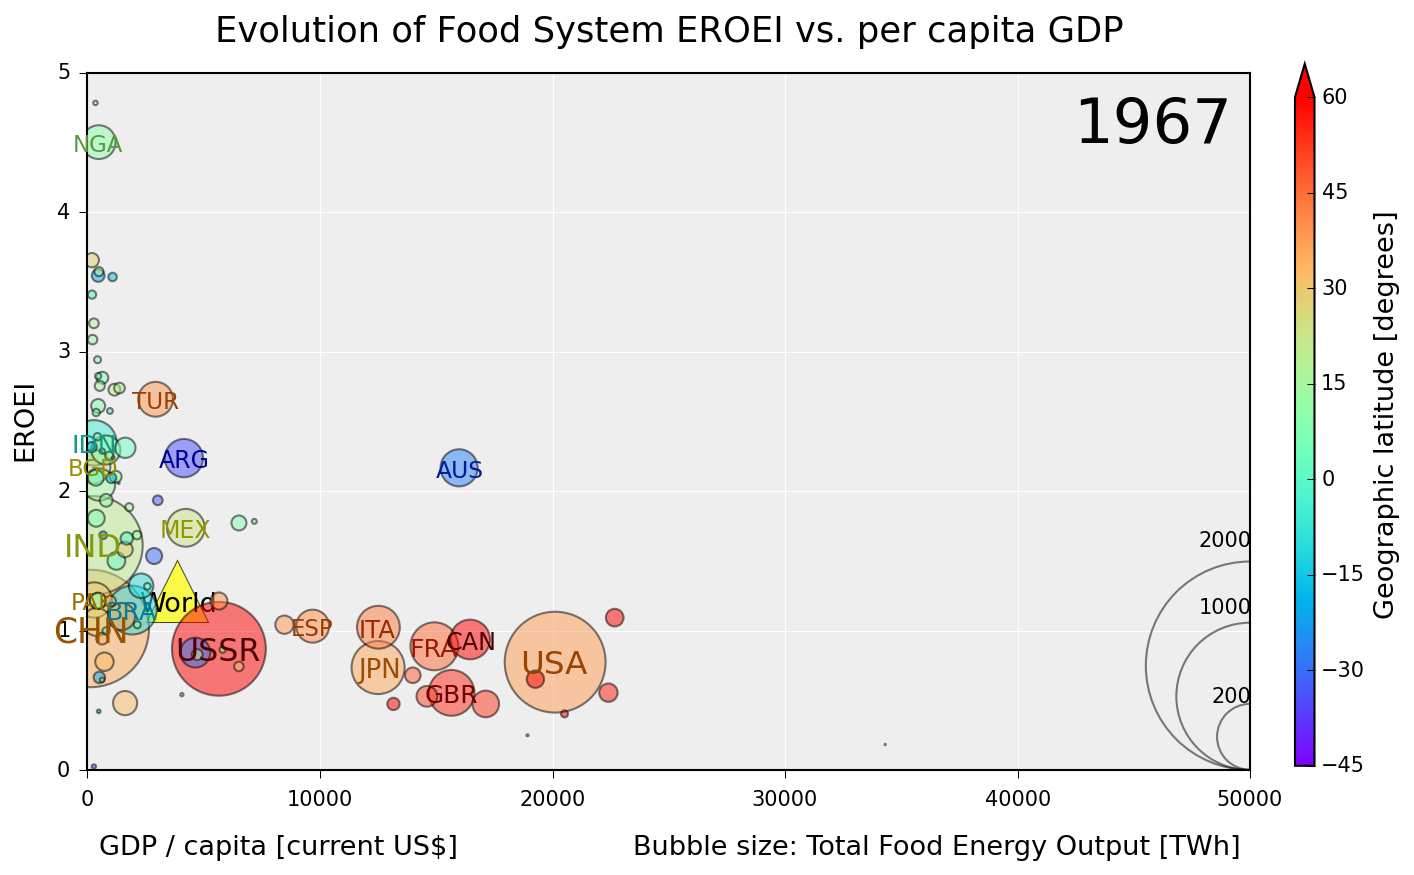 Evolution of Food System EROEI vs. per capita GDP
1967
5
4
3
2
1
0
EROEI
NGA
TUR
IDN
ARG
AUS
BGD
MEX
IND
PAK
BRA
World
CHN
USSR
ESP
ITA
JPN
FRA
CAN
GBR
USA
2000
1000
200
0
10000
20000
30000
40000
50000
GDP / capita [current US$]
Bubble size: Total Food Energy Output [TWh]
60
45
30
15
0
−15
−30
−45
Geographic latitude [degrees]